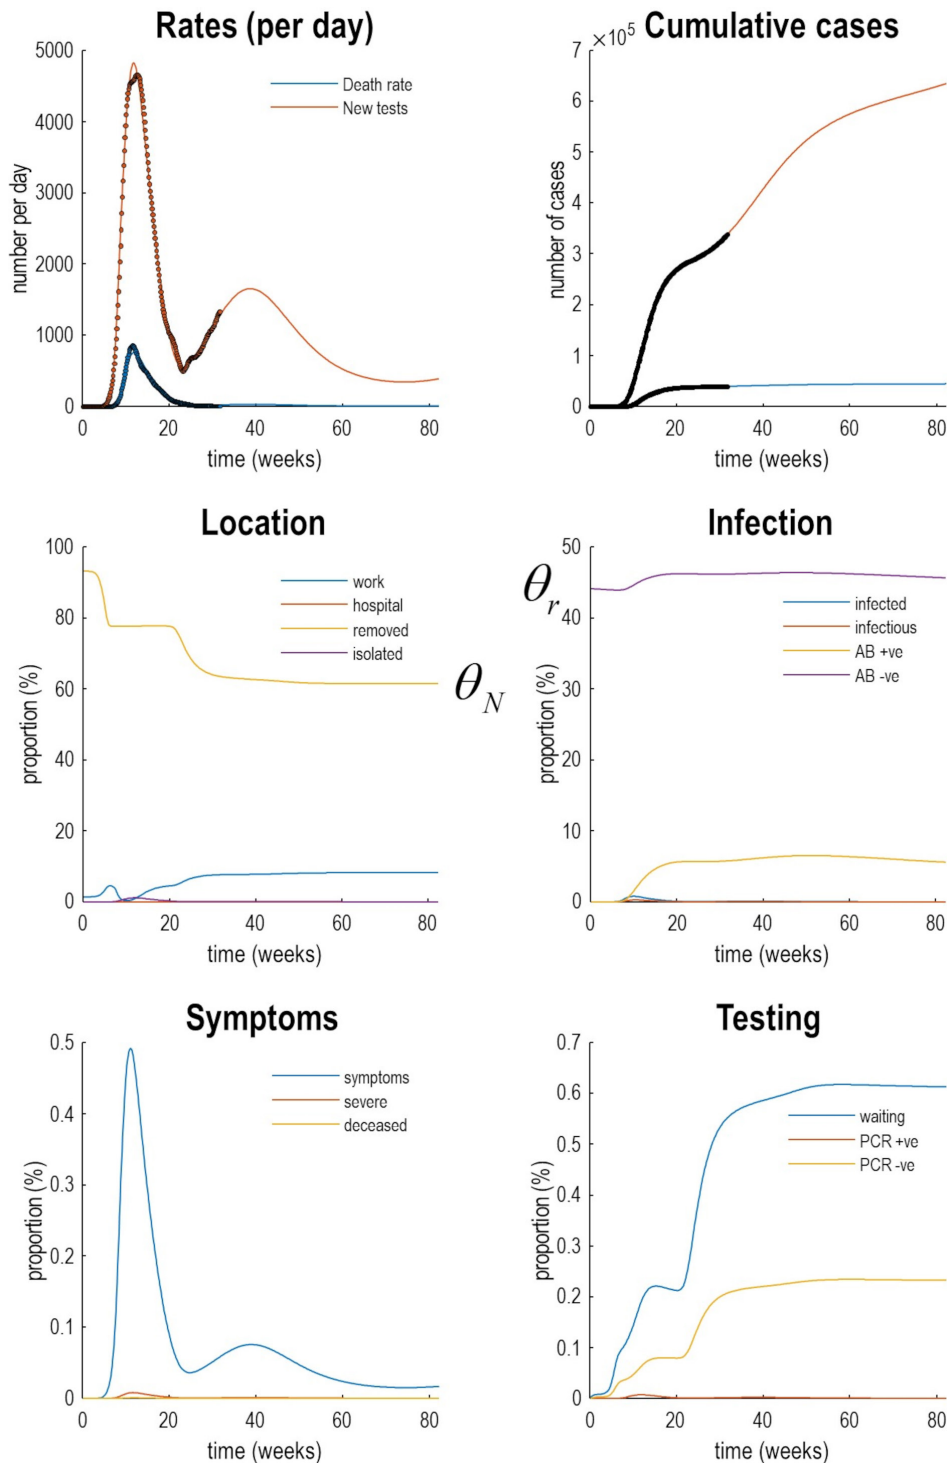 Rates (per day)
5000
4000
3000
2000
1000
0
number per day
Death rate
New tests
0 20 40 60 80
time (weeks)
Cumulative cases
×10⁵
7
6
5
4
3
2
1
0
number of cases
0 20 40 60 80
time (weeks)
Location
100
80
60
40
20
0
proportion (%)
work
hospital
removed
isolated
0 20 40 60 80
time (weeks)
θ_N
Infection
θ_r
50
40
30
20
10
0
proportion (%)
infected
infectious
AB +ve
AB -ve
0 20 40 60 80
time (weeks)
Symptoms
0.5
0.4
0.3
0.2
0.1
0
proportion (%)
symptoms
severe
deceased
0 20 40 60 80
time (weeks)
Testing
0.7
0.6
0.5
0.4
0.3
0.2
0.1
0
proportion (%)
waiting
PCR +ve
PCR -ve
0 20 40 60 80
time (weeks)